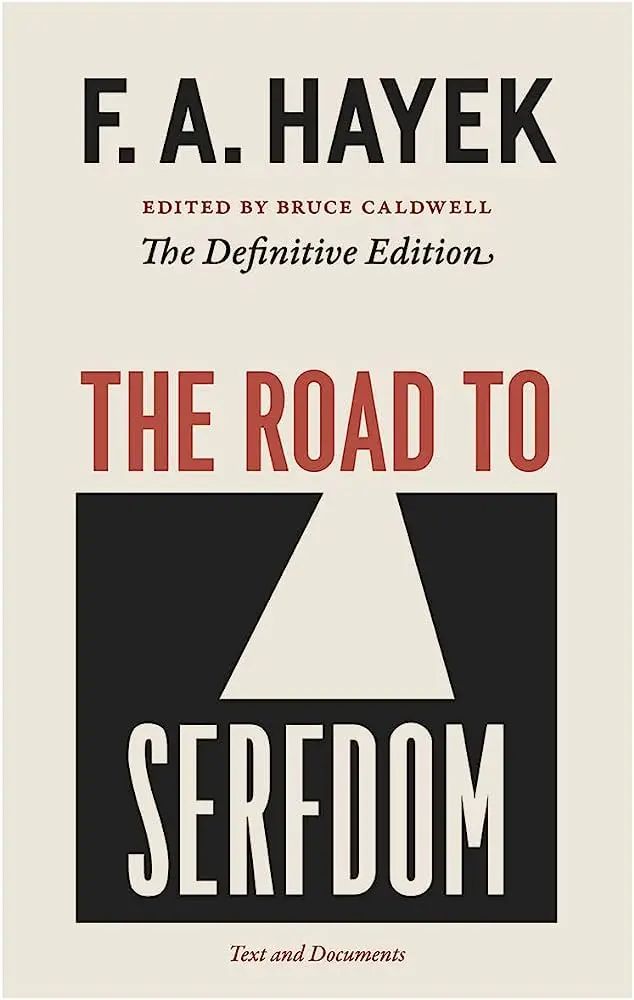 F. A. HAYEK
EDITED BY BRUCE CALDWELL
The Definitive Edition
THE ROAD TO
SERFDOM
Text and Documents